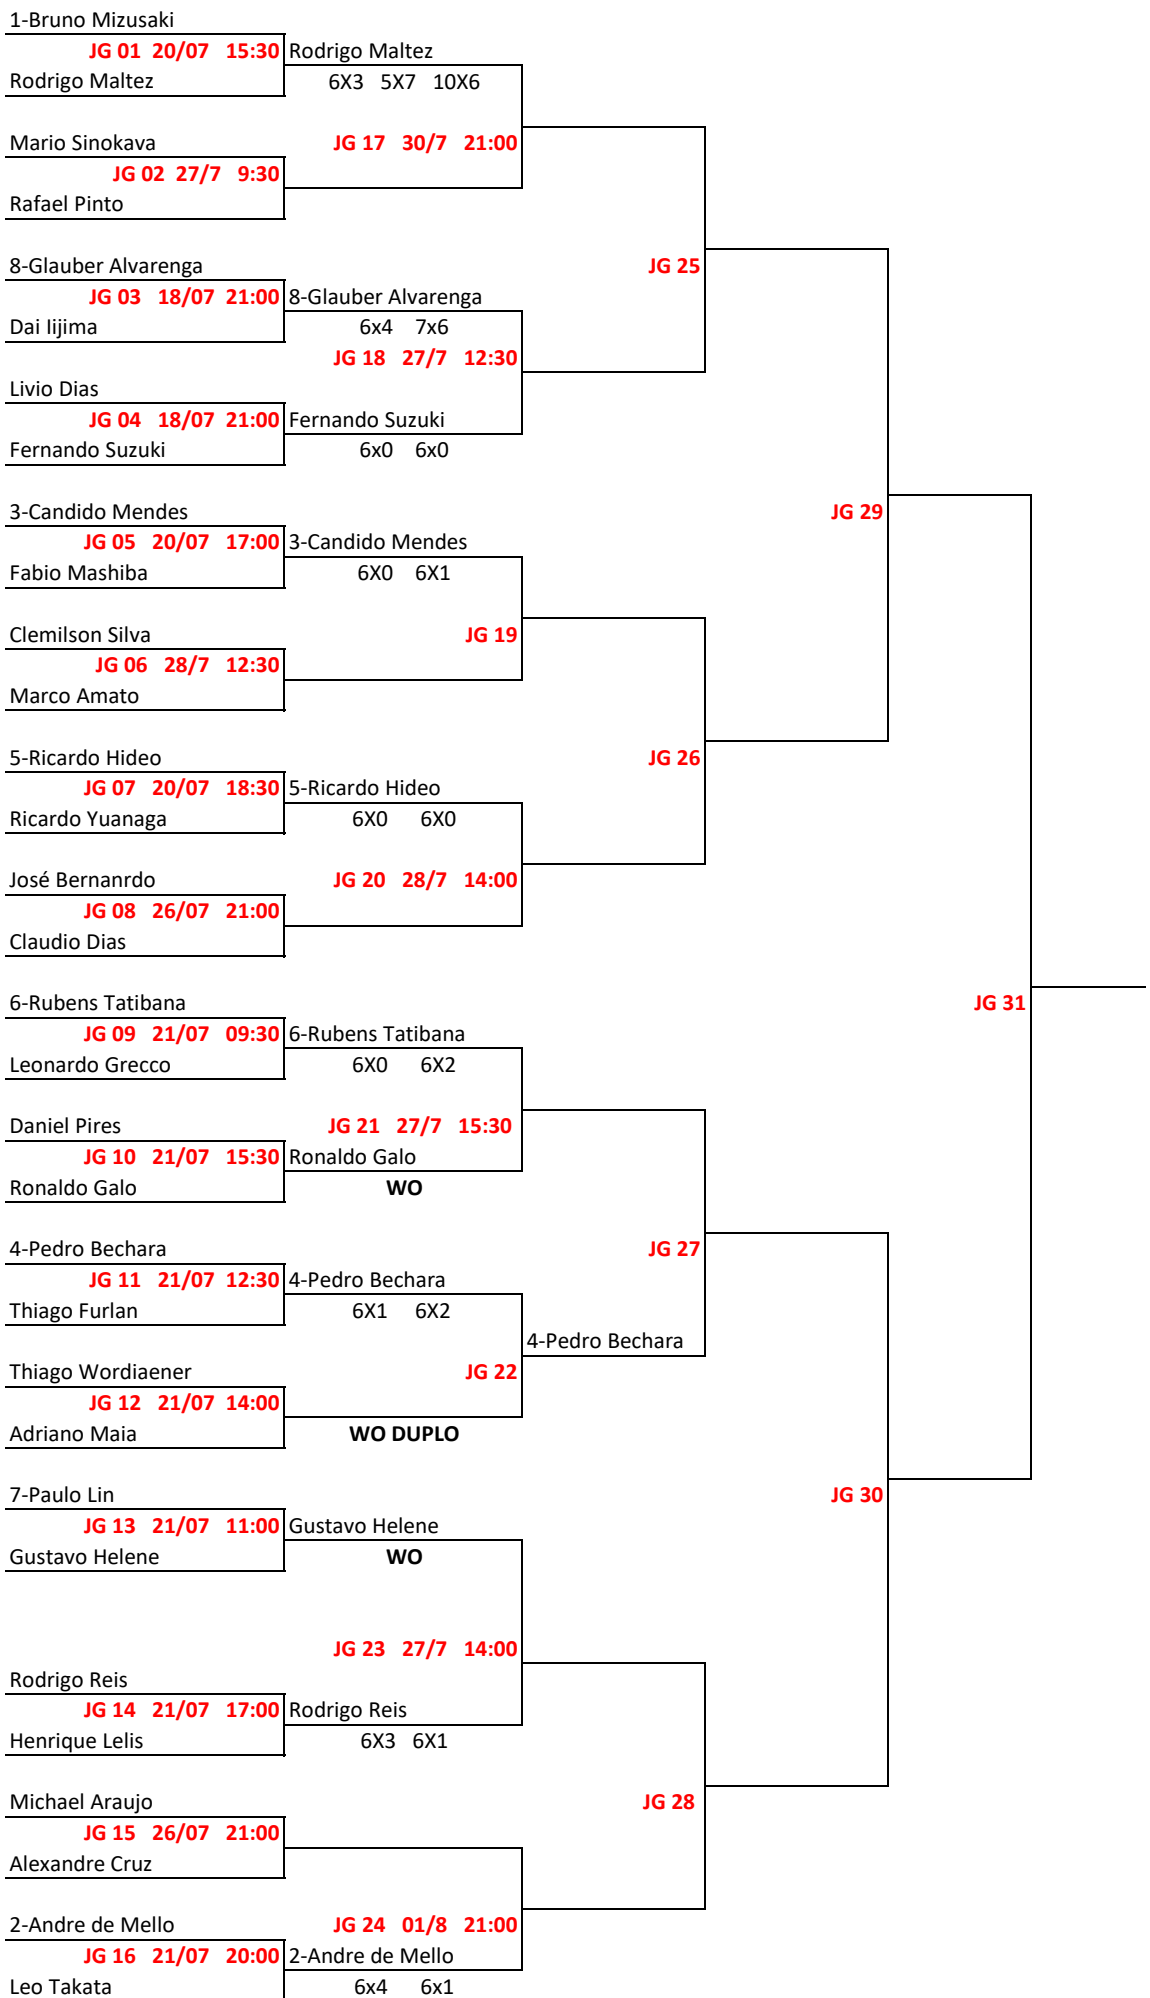 1-Bruno Mizusaki
JG 01 20/07 15:30 Rodrigo Maltez
Rodrigo Maltez 6X3 5X7 10X6
Mario Sinokava JG 17 30/7 21:00
JG 02 27/7 9:30
Rafael Pinto
8-Glauber Alvarenga JG 25
JG 03 18/07 21:00 8-Glauber Alvarenga
Dai Iijima 6x4 7x6
JG 18 27/7 12:30
Livio Dias
JG 04 18/07 21:00 Fernando Suzuki
Fernando Suzuki 6x0 6x0
3-Candido Mendes JG 29
JG 05 20/07 17:00 3-Candido Mendes
Fabio Mashiba 6X0 6X1
Clemilson Silva JG 19
JG 06 28/7 12:30
Marco Amato
5-Ricardo Hideo JG 26
JG 07 20/07 18:30 5-Ricardo Hideo
Ricardo Yuanaga 6X0 6X0
José Bernanrdo JG 20 28/7 14:00
JG 08 26/07 21:00
Claudio Dias
6-Rubens Tatibana JG 31
JG 09 21/07 09:30 6-Rubens Tatibana
Leonardo Grecco 6X0 6X2
Daniel Pires JG 21 27/7 15:30
JG 10 21/07 15:30 Ronaldo Galo
Ronaldo Galo WO
4-Pedro Bechara JG 27
JG 11 21/07 12:30 4-Pedro Bechara
Thiago Furlan 6X1 6X2
4-Pedro Bechara
Thiago Wordiaener JG 22
JG 12 21/07 14:00
Adriano Maia WO DUPLO
7-Paulo Lin JG 30
JG 13 21/07 11:00 Gustavo Helene
Gustavo Helene WO
JG 23 27/7 14:00
Rodrigo Reis
JG 14 21/07 17:00 Rodrigo Reis
Henrique Lelis 6X3 6X1
Michael Araujo JG 28
JG 15 26/07 21:00
Alexandre Cruz
2-Andre de Mello JG 24 01/8 21:00
JG 16 21/07 20:00 2-Andre de Mello
Leo Takata 6x4 6x1